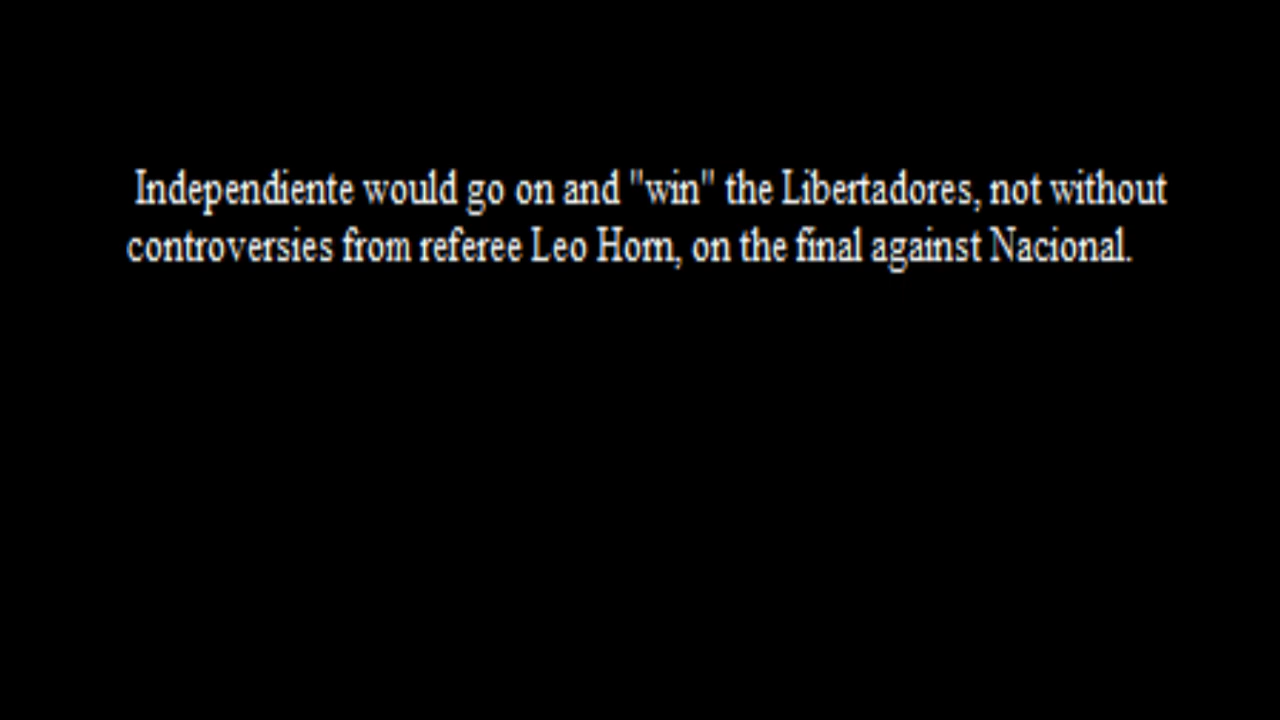 Independiente would go on and "win" the Libertadores, not without
controversies from referee Leo Horn, on the final against Nacional.